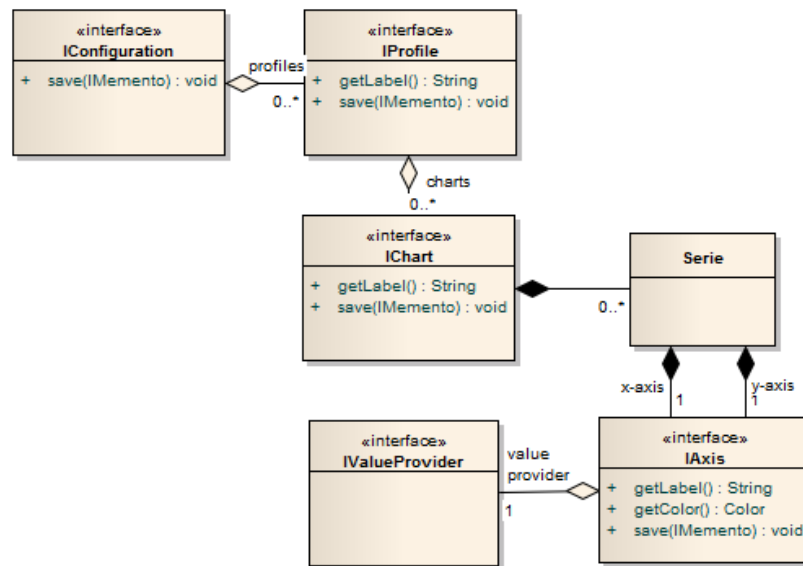 «interface»
IConfiguration
+ save(IMemento) : void
profiles
0..*
«interface»
IProfile
+ getLabel() : String
+ save(IMemento) : void
charts
0..*
«interface»
IChart
+ getLabel() : String
+ save(IMemento) : void
0..*
Serie
x-axis
1
y-axis
1
«interface»
IValueProvider
value
provider
1
«interface»
IAxis
+ getLabel() : String
+ getColor() : Color
+ save(IMemento) : void